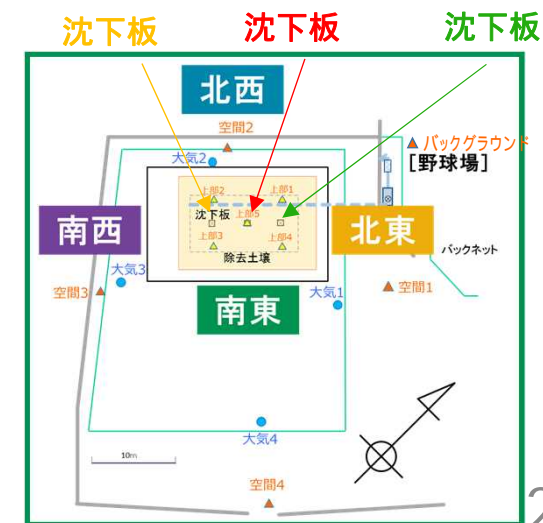 沈下板 沈下板 沈下板
北西
空間2
バックグラウンド
[野球場]
大気2
上部2 上部1
沈下板 上部5
南西
北東
上部3 上部4
除去土壌
バックネット
大気3
空間3
南東
大気1
空間1
大気4
10m
空間4
2